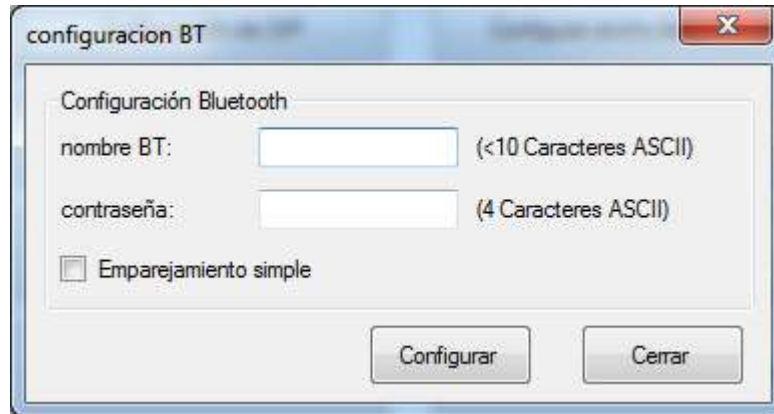 configuracion BT
Configuración Bluetooth
nombre BT: (<10 Caracteres ASCII)
contraseña: (4 Caracteres ASCII)
Emparejamiento simple
Configurar Cerrar